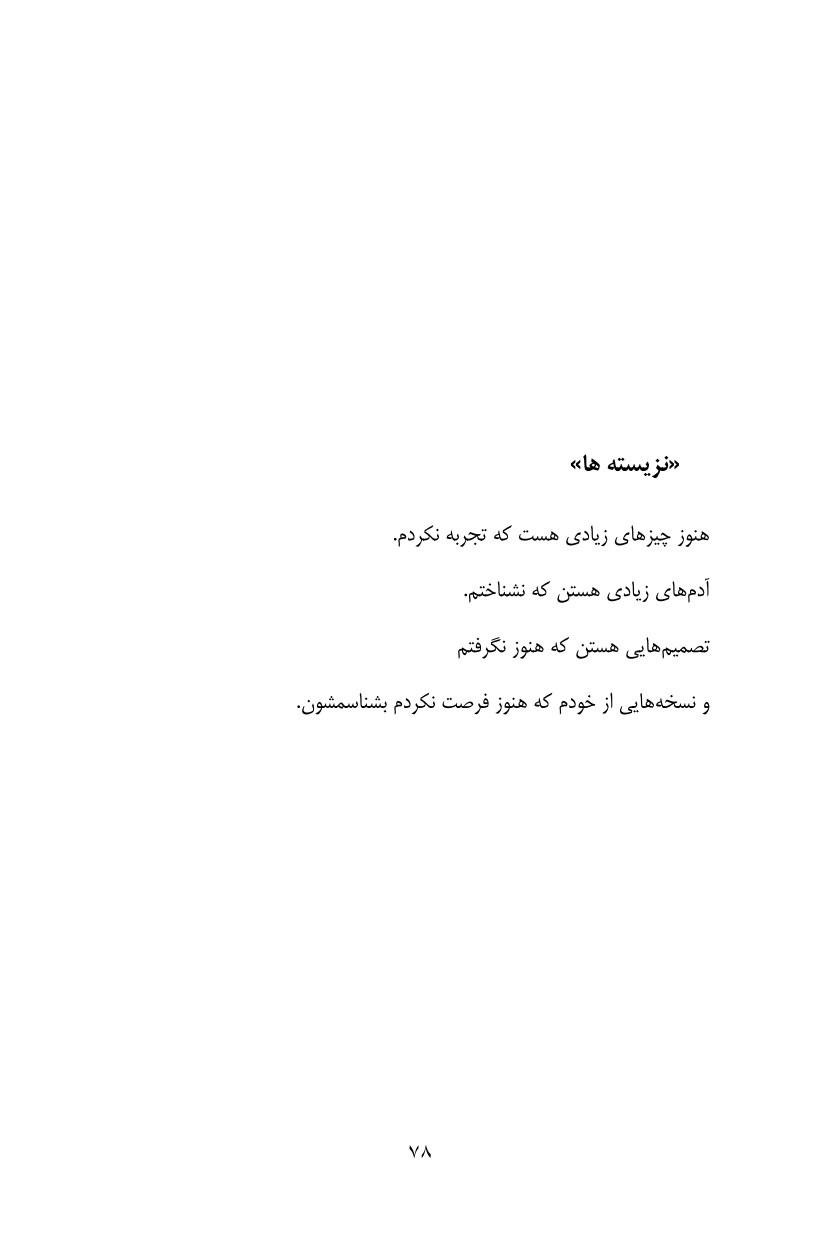 «نزیسته ها»
هنوز چیزهای زیادی هست که تجربه نکردم.
آدم‌های زیادی هستن که نشناختم.
تصمیم‌هایی هستن که هنوز نگرفتم
و نسخه‌هایی از خودم که هنوز فرصت نکردم بشناسمشون.
۷۸